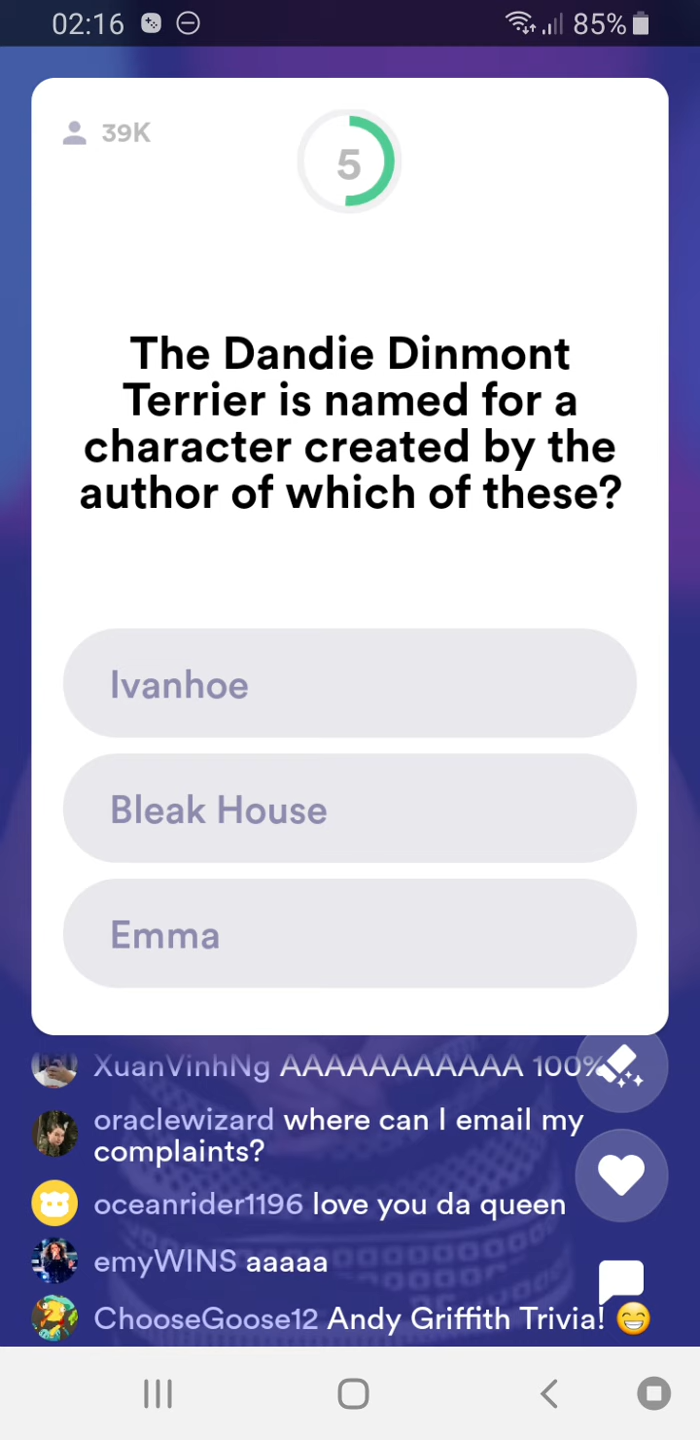 02:16 85%
39K
5
The Dandie Dinmont
Terrier is named for a
character created by the
author of which of these?
Ivanhoe
Bleak House
Emma
XuanVinhNg AAAAAAAAAAA 100%
oraclewizard where can I email my
complaints?
oceanrider1196 love you da queen
emyWINS aaaaa
ChooseGoose12 Andy Griffith Trivia! 😁